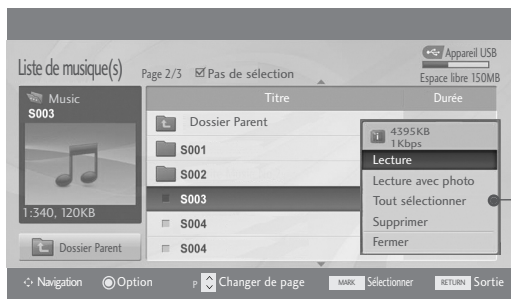 Appareil USB
Liste de musique(s) Page 2/3 Pas de sélection Espace libre 150MB
Music
S003
1:340, 120KB
Dossier Parent
Titre Durée
Dossier Parent
S001
S002
S003
S004
S004
4395KB
1Kbps
Lecture
Lecture avec photo
Tout sélectionner
Supprimer
Fermer
Navigation Option P Changer de page MARK Sélectionner RETURN Sortie